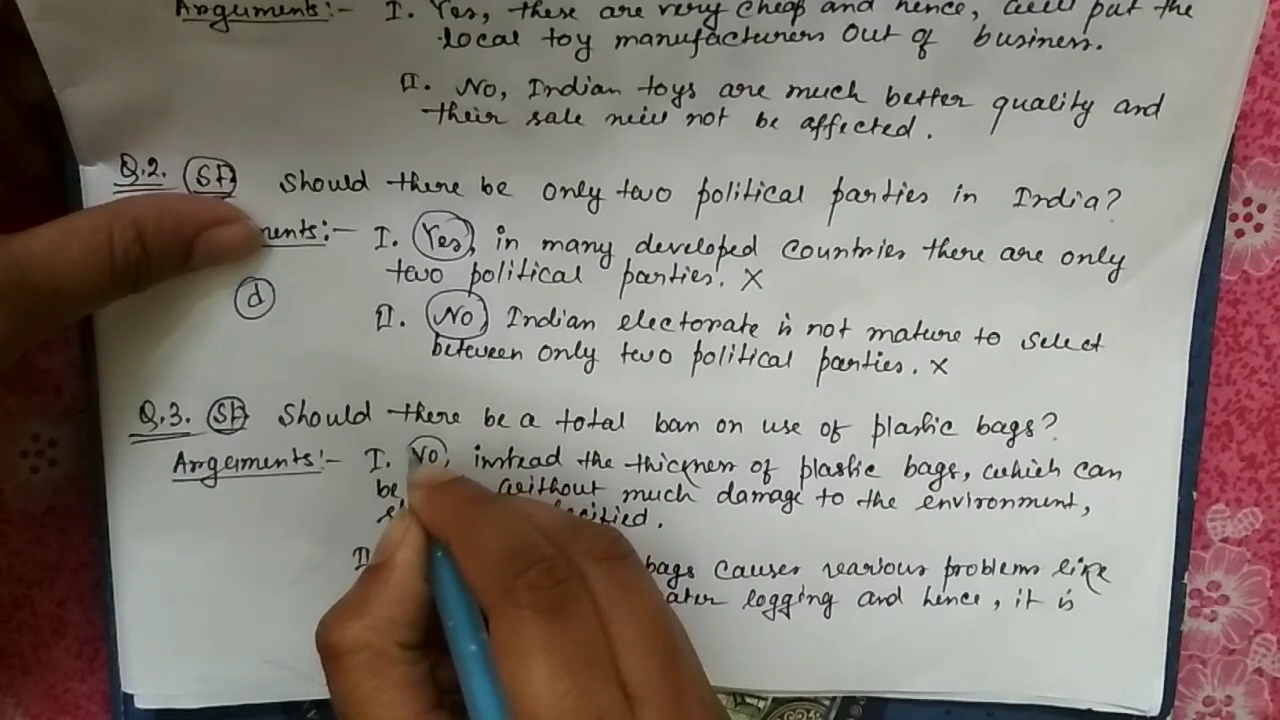 Arguments:- I. Yes, these are very cheap and hence, will put the
local toy manufacturers out of business.
II. No, Indian toys are much better quality and
their sale will not be affected.
Q.2. St Should there be only two political parties in India?
ments:- I. Yes, in many developed countries there are only
two political parties. X
d
II. No Indian electorate is not mature to select
between only two political parties. X
Q.3. St Should there be a total ban on use of plastic bags?
Arguments:- I. No, instead the thickness of plastic bags, which can
be without much damage to the environment,
II bags causes various problems like
logging and hence, it is